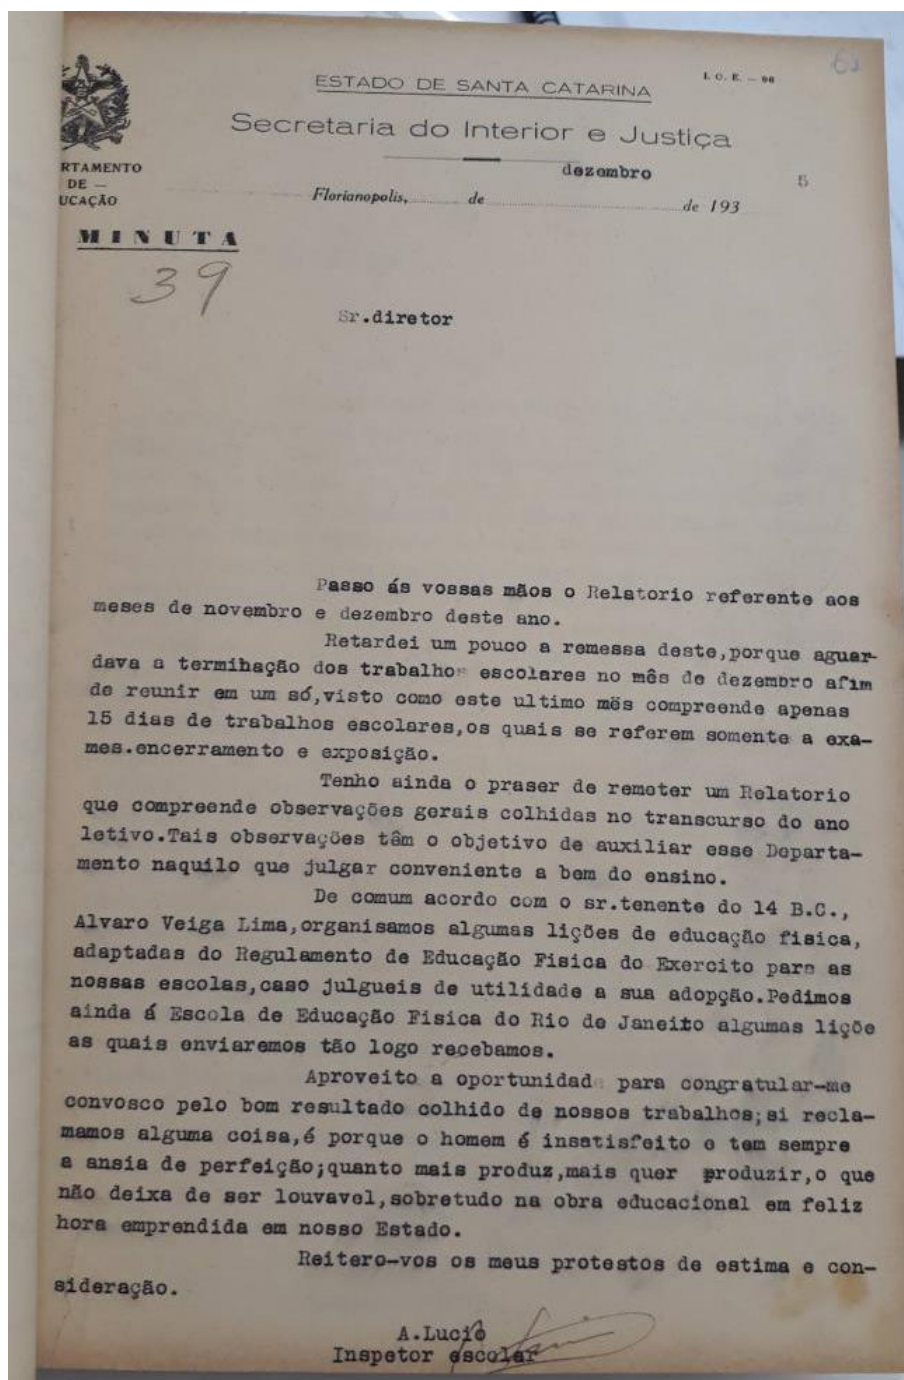 I. O. E. — 96
ESTADO DE SANTA CATARINA
Secretaria do Interior e Justiça
RTAMENTO
DE —
UCAÇÃO
dezembro 5
Florianopolis, de de 193
MINUTA
39
Sr.diretor
Passo ás vossas mãos o Relatorio referente aos
meses de novembro e dezembro deste ano.
Retardei um pouco a remessa deste,porque aguar-
dava a termihação dos trabalhos escolares no mês de dezembro afim
de reunir em um só,visto como este ultimo mës compreende apenas
15 dias de trabalhos escolares,os quais se referem somente a exa-
mes.encerramento e exposição.
Tenho ainda o praser de remeter um Relatorio
que compreende observações gerais colhidas no transcurso do ano
letivo.Tais observações têm o objetivo de auxiliar esse Departa-
mento naquilo que julgar conveniente a bem do ensino.
De comum acordo com o sr.tenente do 14 B.C.,
Alvaro Veiga Lima,organisamos algumas lições de educação fisica,
adaptadas do Regulamento de Educação Fisica do Exercito para as
nossas escolas,caso julgueis de utilidade a sua adopção.Pedimos
ainda á Escola de Educação Fisica do Rio de Janeito algumas liçõe
as quais enviaremos tão logo recebamos.
Aproveito a oportunidade para congratular-me
convosco pelo bom resultado colhido de nossos trabalhos;si recla-
mamos alguma coisa,é porque o homem é insatisfeito e tem sempre
a ansia de perfeição;quanto mais produz,mais quer produzir,o que
não deixa de ser louvavel,sobretudo na obra educacional em feliz
hora emprendida em nosso Estado.
Reitero-vos os meus protestos de estima e con-
sideração.
A.Lucio
Inspetor escolar